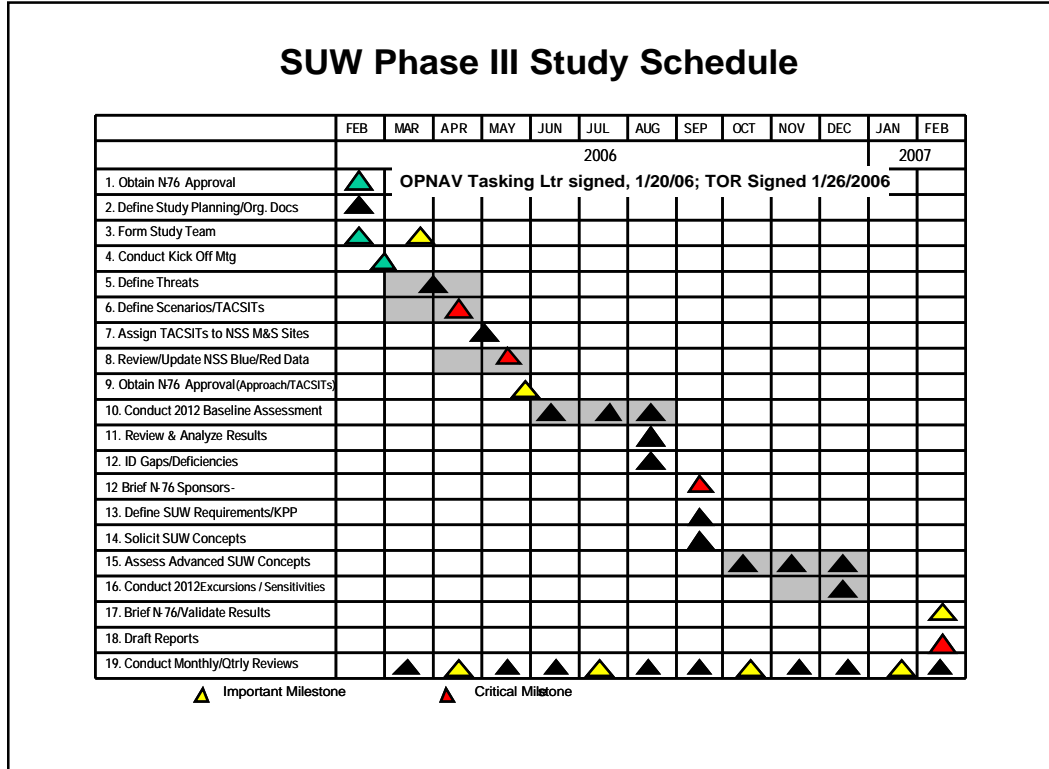 SUW Phase III Study Schedule
FEB MAR APR MAY JUN JUL AUG SEP OCT NOV DEC JAN FEB
2006 2007
1. Obtain N-76 Approval
OPNAV Tasking Ltr signed, 1/20/06; TOR Signed 1/26/2006
2. Define Study Planning/Org. Docs
3. Form Study Team
4. Conduct Kick Off Mtg
5. Define Threats
6. Define Scenarios/TACSITs
7. Assign TACSITs to NSS M&S Sites
8. Review/Update NSS Blue/Red Data
9. Obtain N-76 Approval(Approach/TACSITs)
10. Conduct 2012 Baseline Assessment
11. Review & Analyze Results
12. ID Gaps/Deficiencies
12 Brief N-76 Sponsors-
13. Define SUW Requirements/KPP
14. Solicit SUW Concepts
15. Assess Advanced SUW Concepts
16. Conduct 2012Excursions / Sensitivities
17. Brief N-76/Validate Results
18. Draft Reports
19. Conduct Monthly/Qtrly Reviews
Important Milestone Critical